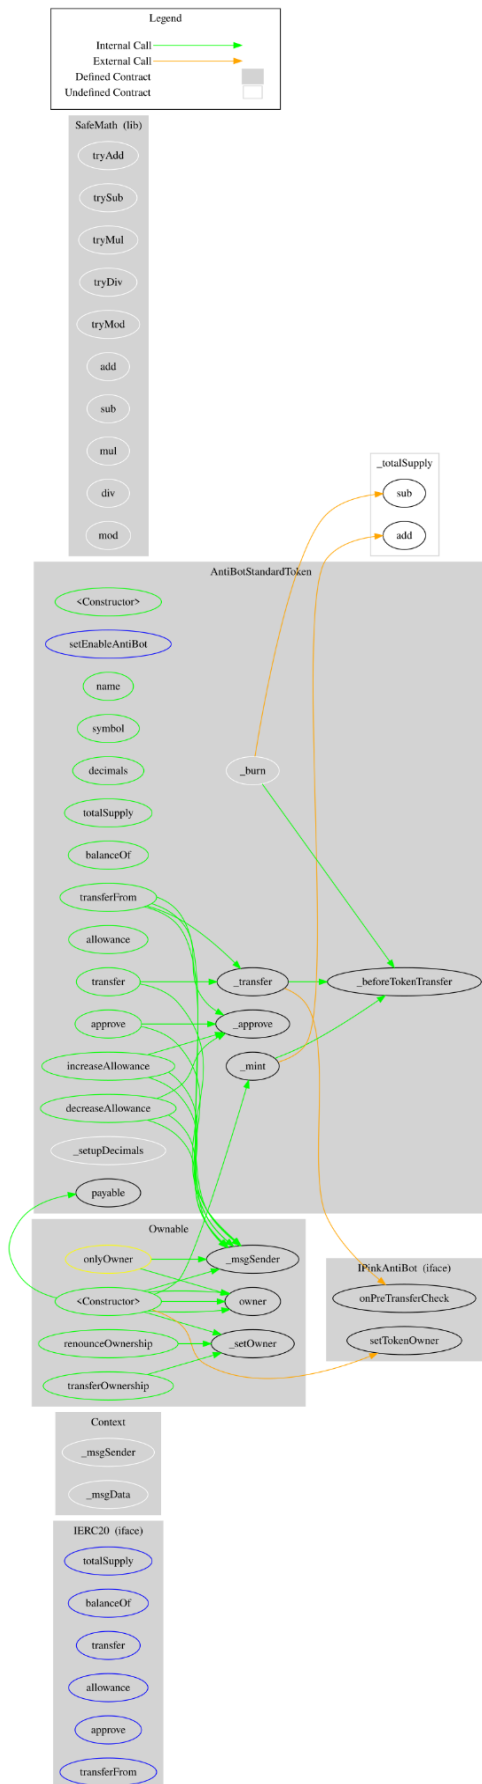 Legend
Internal Call
External Call
Defined Contract
Undefined Contract
SafeMath (lib)
tryAdd
trySub
tryMul
tryDiv
tryMod
add
sub
mul
div
mod
_totalSupply
sub
add
AntiBotStandardToken
<Constructor>
setEnableAntiBot
name
symbol
decimals
_burn
totalSupply
balanceOf
transferFrom
allowance
transfer
_transfer
_beforeTokenTransfer
approve
_approve
increaseAllowance
_mint
decreaseAllowance
_setupDecimals
payable
Ownable
onlyOwner
_msgSender
<Constructor>
owner
renounceOwnership
_setOwner
transferOwnership
IPinkAntiBot (iface)
onPreTransferCheck
setTokenOwner
Context
_msgSender
_msgData
IERC20 (iface)
totalSupply
balanceOf
transfer
allowance
approve
transferFrom